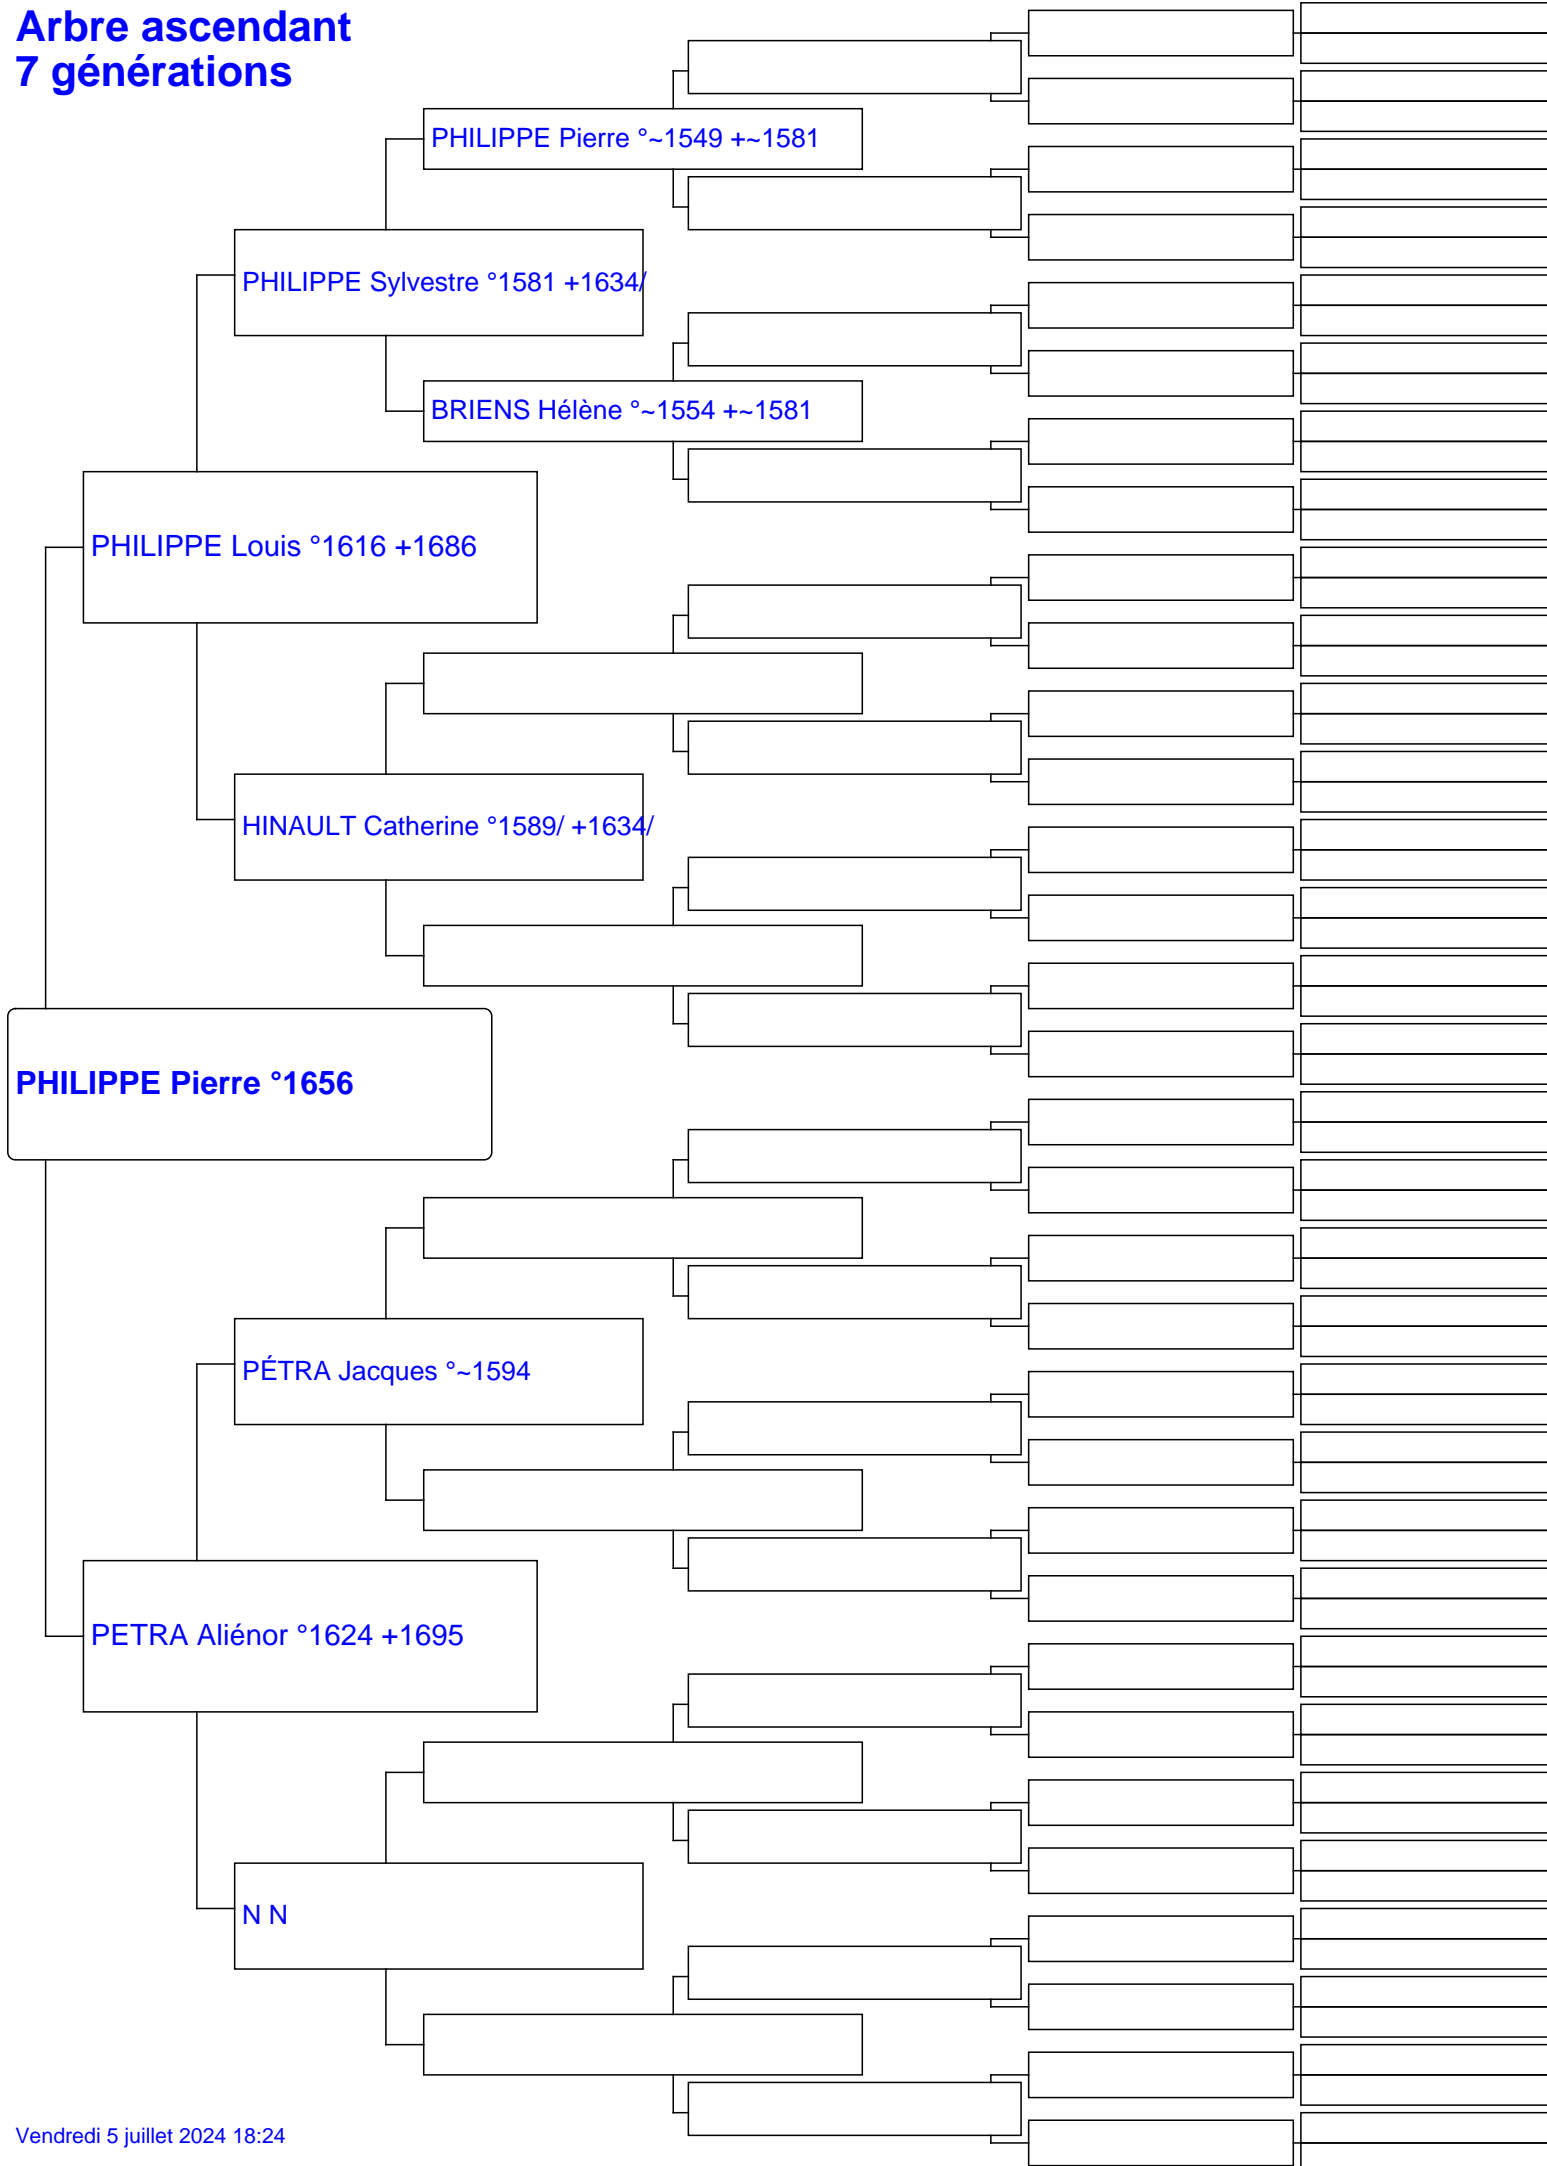 Arbre ascendant
7 générations
PHILIPPE Pierre °~1549 +~1581
PHILIPPE Sylvestre °1581 +1634/
BRIENS Hélène °~1554 +~1581
PHILIPPE Louis °1616 +1686
HINAULT Catherine °1589/ +1634/
PHILIPPE Pierre °1656
PÉTRA Jacques °~1594
PETRA Aliénor °1624 +1695
N N
Vendredi 5 juillet 2024 18:24